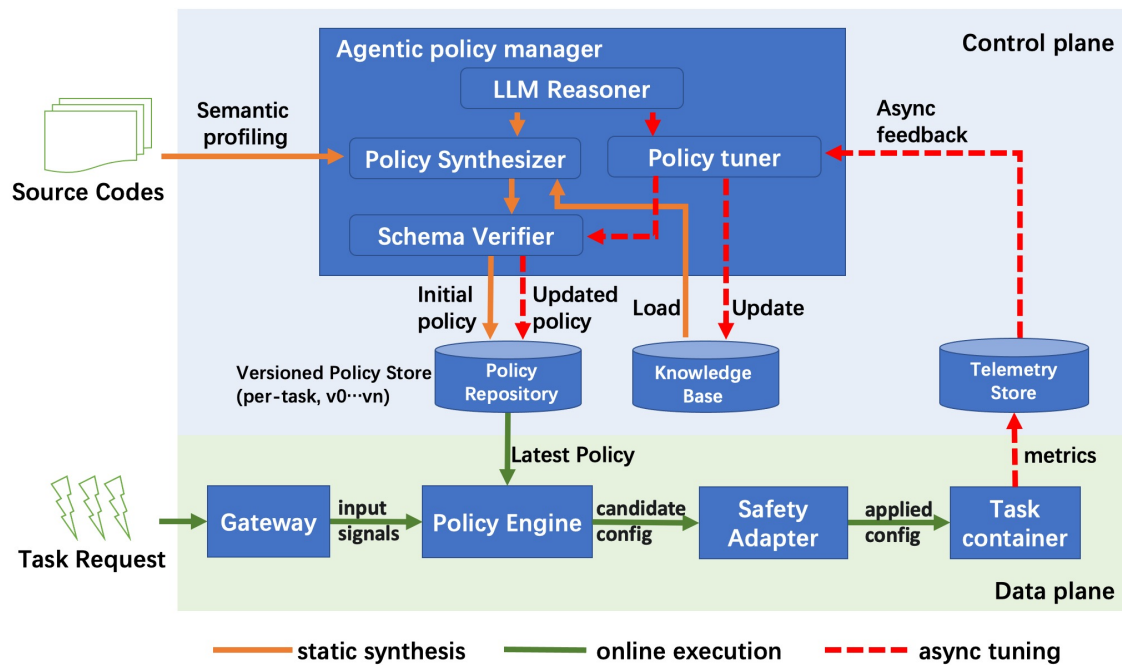 Control plane
Agentic policy manager
LLM Reasoner
Semantic
profiling
Async
feedback
Policy Synthesizer
Policy tuner
Source Codes
Schema Verifier
Initial
policy
Updated
policy
Load
Update
Versioned Policy Store
(per-task, v0···vn)
Policy
Repository
Knowledge
Base
Telemetry
Store
Latest Policy
metrics
Gateway
input
signals
Policy Engine
candidate
config
Safety
Adapter
applied
config
Task
container
Task Request
Data plane
static synthesis
online execution
async tuning